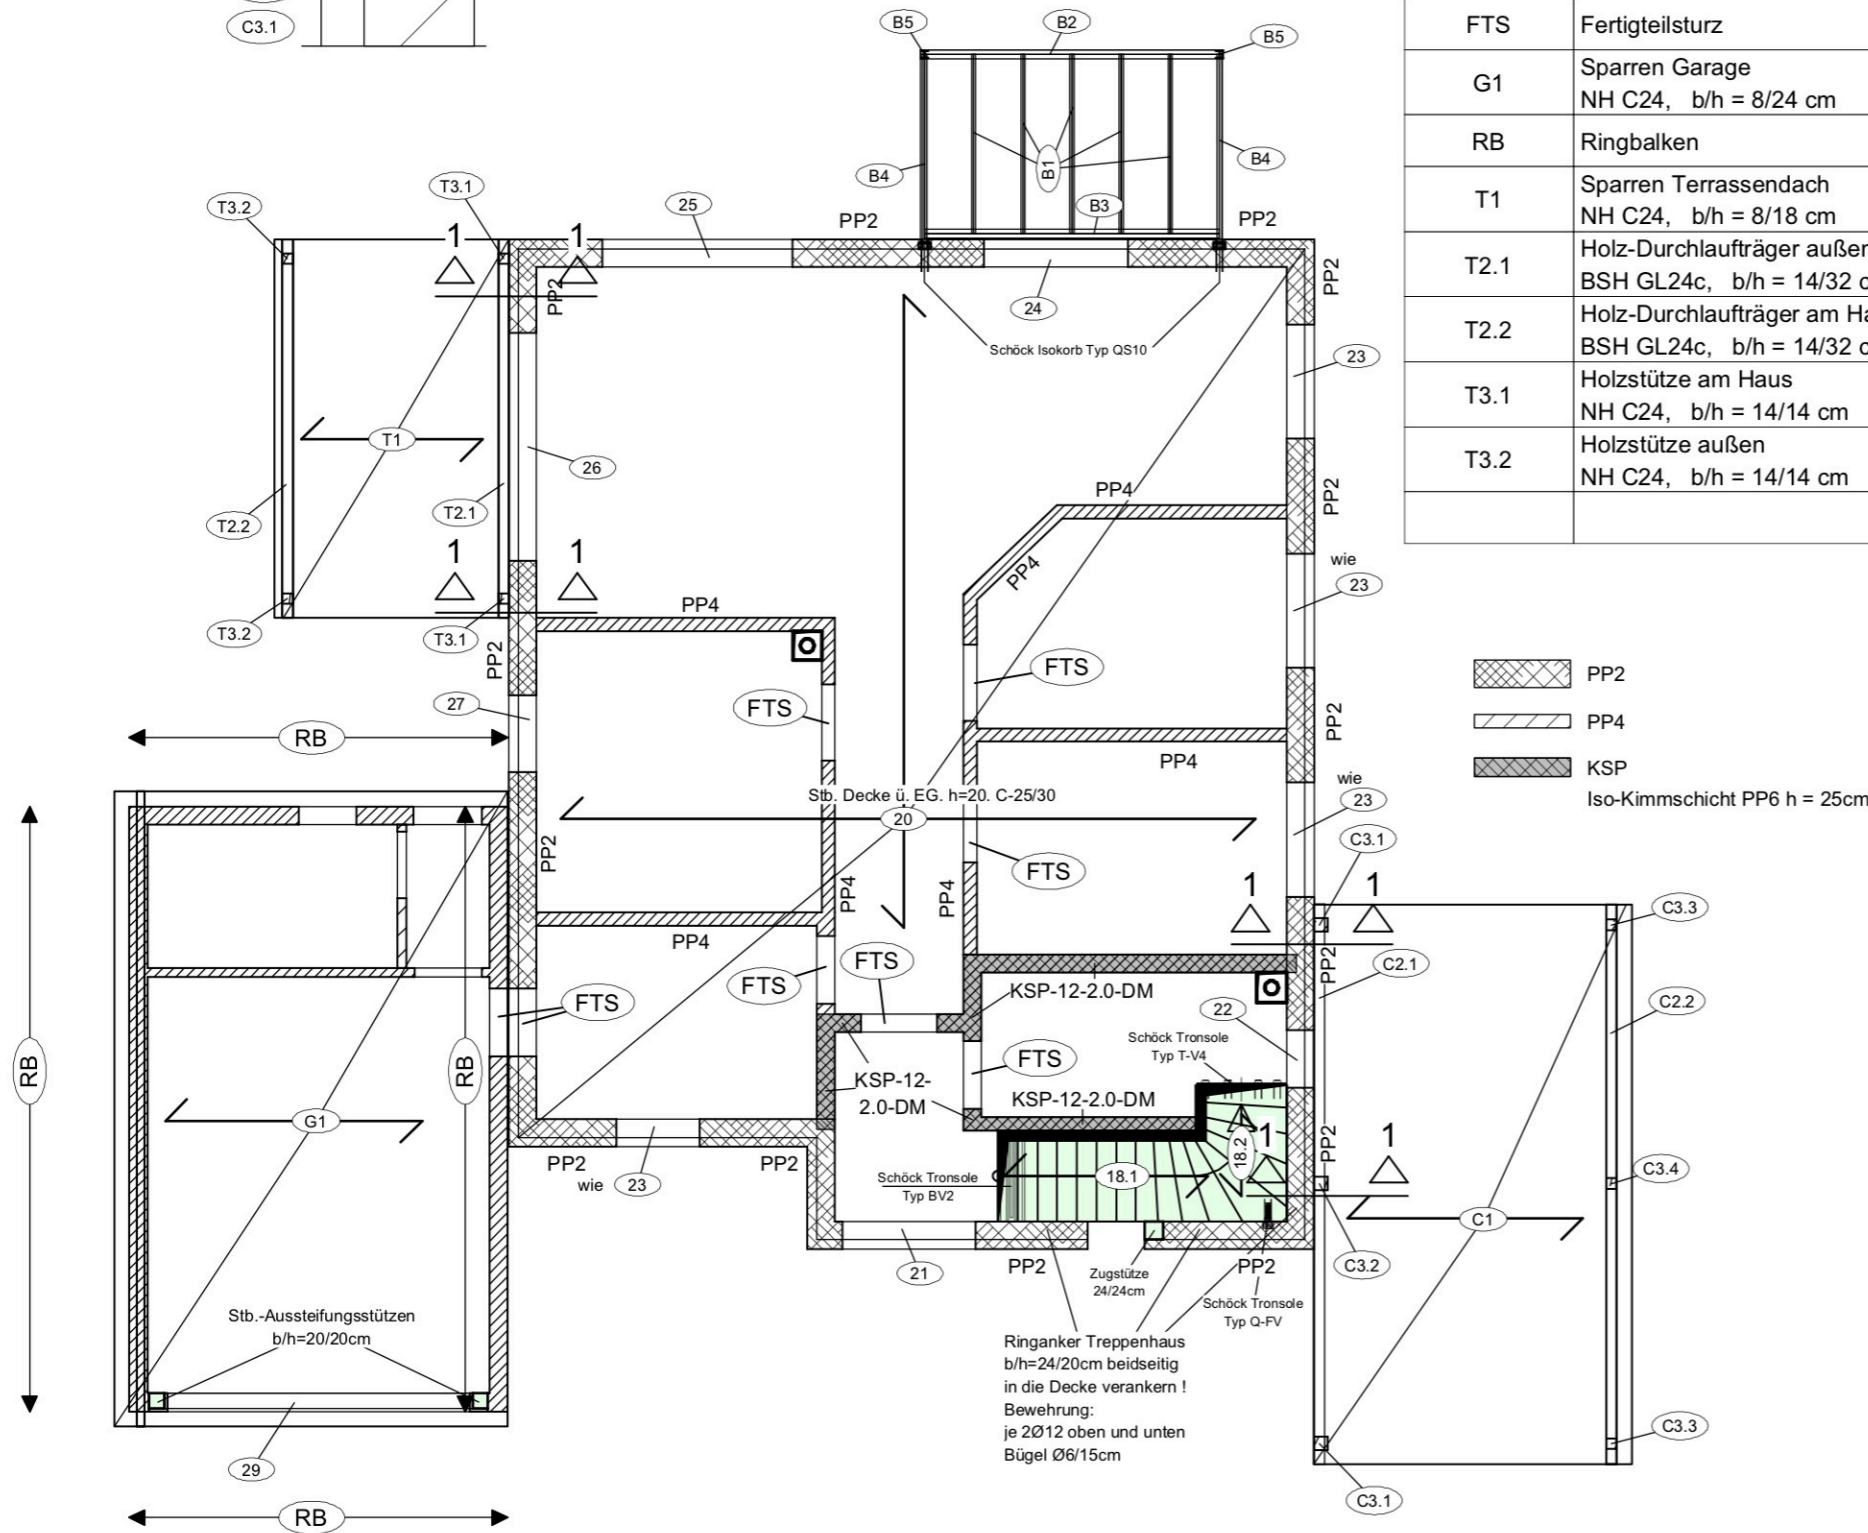 C3.1
B5
B2
B5
B4
B1
B4
B3
PP2
PP2
T3.1
T3.2
25
1
1
PP2
PP2
24
Schöck Isokorb Typ QS10
23
T1
26
T2.1
T2.2
PP4
PP2
PP4
wie
23
1
1
PP4
T3.2
T3.1
PP2
FTS
FTS
27
RB
PP2
PP4
Stb. Decke ü. EG. h=20. C-25/30
20
wie
23
C3.1
PP2
FTS
PP4
PP4
1
1
C3.3
PP4
FTS
FTS
PP2
C2.1
FTS
KSP-12-2.0-DM
C2.2
22
Schöck Tronsole
Typ T-V4
FTS
RB
RB
KSP-12-
2.0-DM
KSP-12-2.0-DM
G1
PP2
PP2
wie
23
Schöck Tronsole
Typ BV2
18.1
18.2
1
1
PP2
C3.4
C1
21
PP2
Zugstütze
24/24cm
PP2
C3.2
Schöck Tronsole
Typ Q-FV
Stb.-Aussteifungsstützen
b/h=20/20cm
Ringanker Treppenhaus
b/h=24/20cm beidseitig
in die Decke verankern !
Bewehrung:
je 2Ø12 oben und unten
Bügel Ø6/15cm
29
RB
C3.3
C3.1
FTS Fertigteilsturz
G1 Sparren Garage
NH C24, b/h = 8/24 cm
RB Ringbalken
T1 Sparren Terrassendach
NH C24, b/h = 8/18 cm
T2.1 Holz-Durchlaufträger außen
BSH GL24c, b/h = 14/32 c
T2.2 Holz-Durchlaufträger am Ha
BSH GL24c, b/h = 14/32 c
T3.1 Holzstütze am Haus
NH C24, b/h = 14/14 cm
T3.2 Holzstütze außen
NH C24, b/h = 14/14 cm
PP2
PP4
KSP
Iso-Kimmschicht PP6 h = 25cm